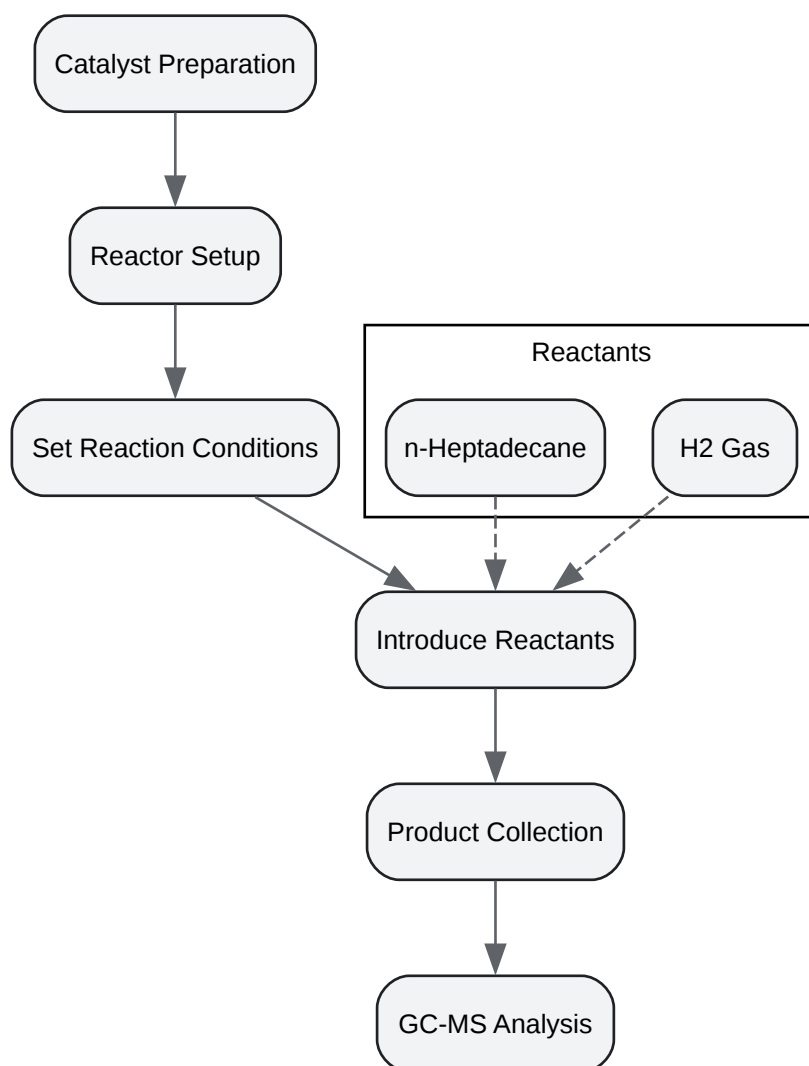 Catalyst Preparation
Reactor Setup
Reactants
Set Reaction Conditions
n-Heptadecane
H2 Gas
Introduce Reactants
Product Collection
GC-MS Analysis